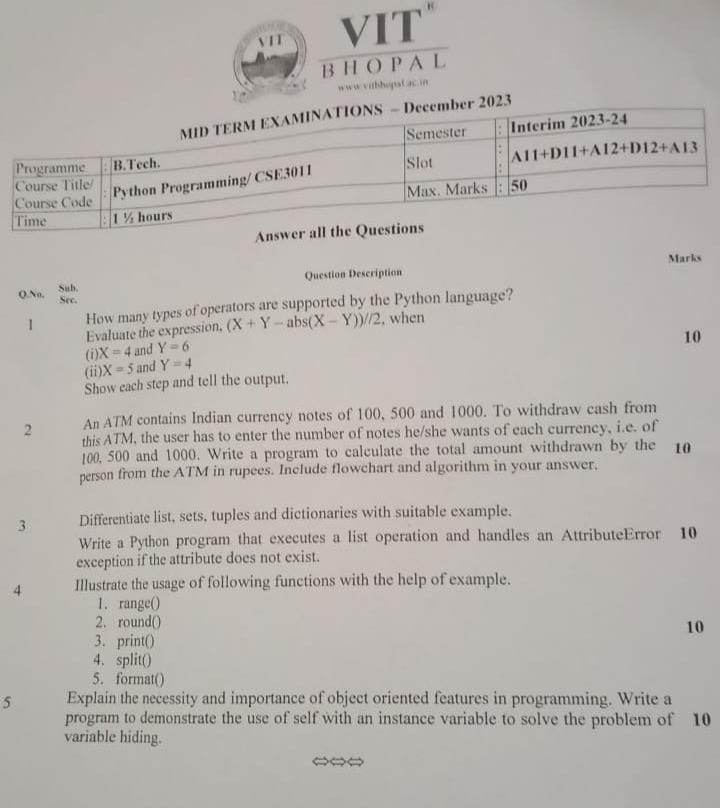 VIT
VIT
BHOPAL
www.vitbhopal.ac.in
MID TERM EXAMINATIONS – December 2023
Programme : B.Tech. Semester : Interim 2023-24
Course Title/ Course Code : Python Programming/ CSE3011 Slot : A11+D11+A12+D12+A13
Time : 1 ½ hours Max. Marks : 50
Answer all the Questions
Q.No. Sub. Sec. Question Description Marks
1 How many types of operators are supported by the Python language?
Evaluate the expression, (X + Y – abs(X – Y))//2, when
(i)X = 4 and Y = 6
(ii)X = 5 and Y = 4
Show each step and tell the output.
10
2 An ATM contains Indian currency notes of 100, 500 and 1000. To withdraw cash from
this ATM, the user has to enter the number of notes he/she wants of each currency, i.e. of
100, 500 and 1000. Write a program to calculate the total amount withdrawn by the 10
person from the ATM in rupees. Include flowchart and algorithm in your answer.
3 Differentiate list, sets, tuples and dictionaries with suitable example.
Write a Python program that executes a list operation and handles an AttributeError 10
exception if the attribute does not exist.
4 Illustrate the usage of following functions with the help of example.
1. range()
2. round()
3. print()
4. split()
5. format()
10
5 Explain the necessity and importance of object oriented features in programming. Write a
program to demonstrate the use of self with an instance variable to solve the problem of 10
variable hiding.